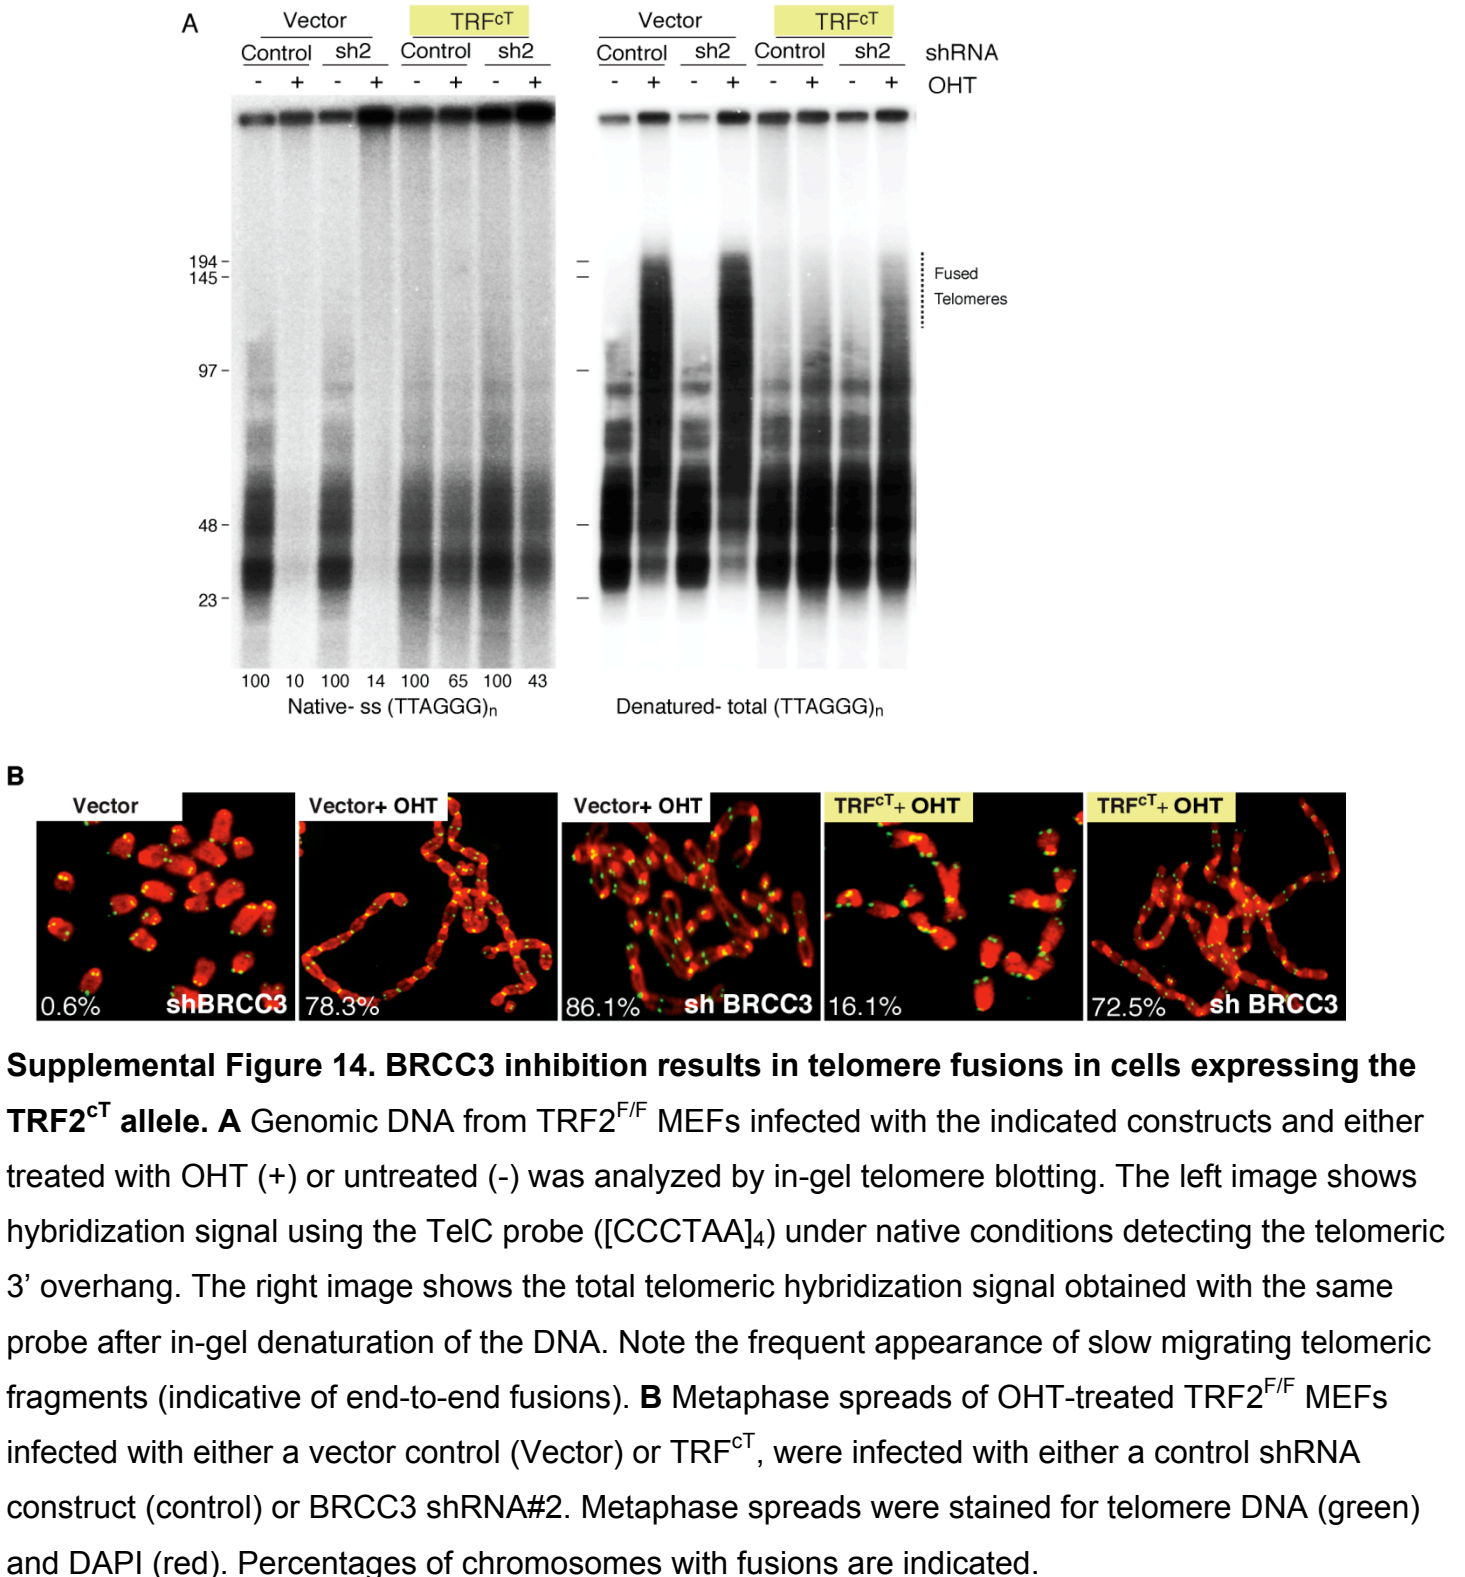 A
Vector TRFcT Vector TRFcT
Control sh2 Control sh2 Control sh2 Control sh2 shRNA
- + - + - + - + - + - + - + - + OHT
194
145
97
48
23
Fused
Telomeres
100 10 100 14 100 65 100 43
Native- ss (TTAGGG)n Denatured- total (TTAGGG)n
B
Vector Vector+ OHT Vector+ OHT TRFcT+ OHT TRFcT+ OHT
0.6% shBRCC3 78.3% 86.1% sh BRCC3 16.1% 72.5% sh BRCC3
Supplemental Figure 14. BRCC3 inhibition results in telomere fusions in cells expressing the
TRF2cT allele. A Genomic DNA from TRF2F/F MEFs infected with the indicated constructs and either
treated with OHT (+) or untreated (-) was analyzed by in-gel telomere blotting. The left image shows
hybridization signal using the TelC probe ([CCCTAA]4) under native conditions detecting the telomeric
3’ overhang. The right image shows the total telomeric hybridization signal obtained with the same
probe after in-gel denaturation of the DNA. Note the frequent appearance of slow migrating telomeric
fragments (indicative of end-to-end fusions). B Metaphase spreads of OHT-treated TRF2F/F MEFs
infected with either a vector control (Vector) or TRFcT, were infected with either a control shRNA
construct (control) or BRCC3 shRNA#2. Metaphase spreads were stained for telomere DNA (green)
and DAPI (red). Percentages of chromosomes with fusions are indicated.